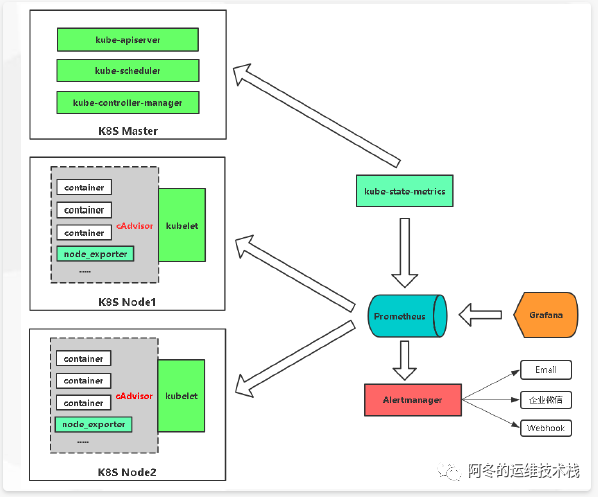 kube-apiserver
kube-scheduler
kube-controller-manager
K8S Master
container
container
container
cAdvisor
kubelet
node_exporter
.....
K8S Node1
container
container
container
cAdvisor
kubelet
node_exporter
.....
K8S Node2
kube-state-metrics
Prometheus
Grafana
Alertmanager
Email
企业微信
Webhook
阿冬的运维技术栈